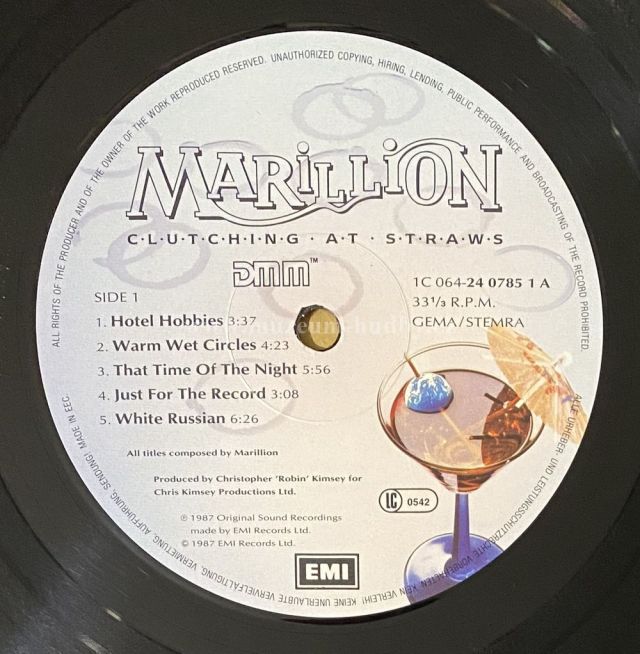 ALL RIGHTS OF THE PRODUCER AND OF THE OWNER OF THE WORK REPRODUCED RESERVED. UNAUTHORIZED COPYING, HIRING, LENDING, PUBLIC PERFORMANCE AND BROADCASTING OF THE RECORD PROHIBITED.
MARiLLiON
C·L·U·T·C·H·I·N·G · A·T · S·T·R·A·W·S
DMM™
SIDE 1
1C 064-24 0785 1 A
33⅓ R.P.M.
GEMA/STEMRA
1. Hotel Hobbies 3:37
2. Warm Wet Circles 4:23
3. That Time Of The Night 5:56
4. Just For The Record 3:08
5. White Russian 6:26
All titles composed by Marillion
Produced by Christopher 'Robin' Kimsey for
Chris Kimsey Productions Ltd.
LC 0542
℗ 1987 Original Sound Recordings
made by EMI Records Ltd.
© 1987 EMI Records Ltd.
EMI
ALLE URHEBER- UND LEISTUNGSSCHUTZRECHTE VORBEHALTEN KEIN VERLEIH! KEINE UNERLAUBTE VERVIELFÄLTIGUNG, VERMIETUNG, AUFFÜHRUNG, SENDUNG! MADE IN EEC